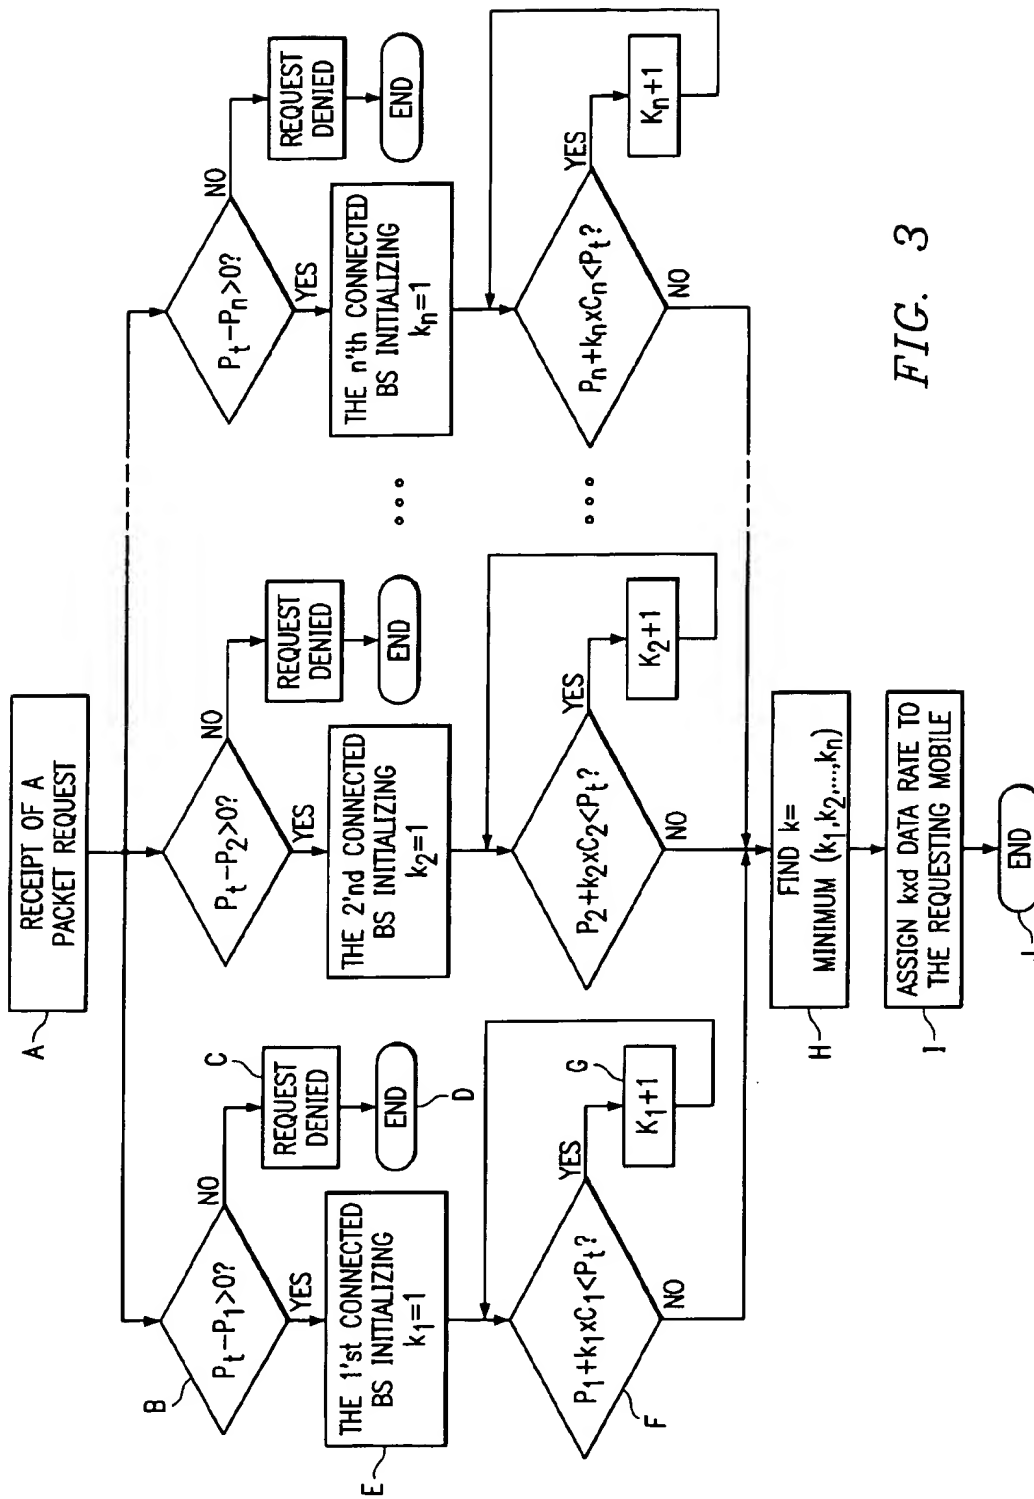 A
RECEIPT OF A
PACKET REQUEST
B
Pt−P1>0?
NO
YES
C
REQUEST
DENIED
END
D
Pt−P2>0?
NO
YES
REQUEST
DENIED
END
Pt−Pn>0?
NO
YES
REQUEST
DENIED
END
E
THE 1'st CONNECTED
BS INITIALIZING
k1=1
THE 2'nd CONNECTED
BS INITIALIZING
k2=1
THE n'th CONNECTED
BS INITIALIZING
kn=1
F
P1+k1xC1<Pt?
YES
NO
G
K1+1
P2+k2xC2<Pt?
YES
NO
K2+1
Pn+knxCn<Pt?
YES
NO
Kn+1
H
FIND k=
MINIMUM (k1,k2,...,kn)
I
ASSIGN kxd DATA RATE TO
THE REQUESTING MOBILE
END
J
FIG. 3